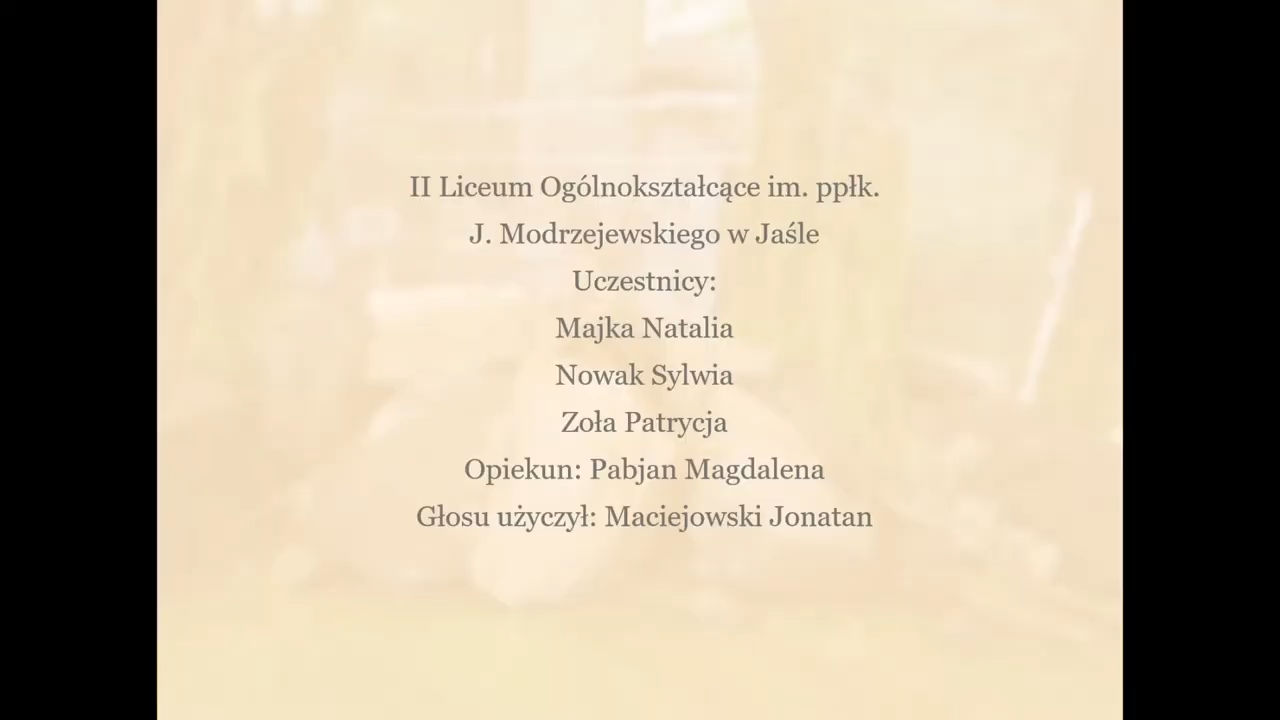 II Liceum Ogólnokształcące im. ppłk.
J. Modrzejewskiego w Jaśle
Uczestnicy:
Majka Natalia
Nowak Sylwia
Zoła Patrycja
Opiekun: Pabjan Magdalena
Głosu użyczył: Maciejowski Jonatan